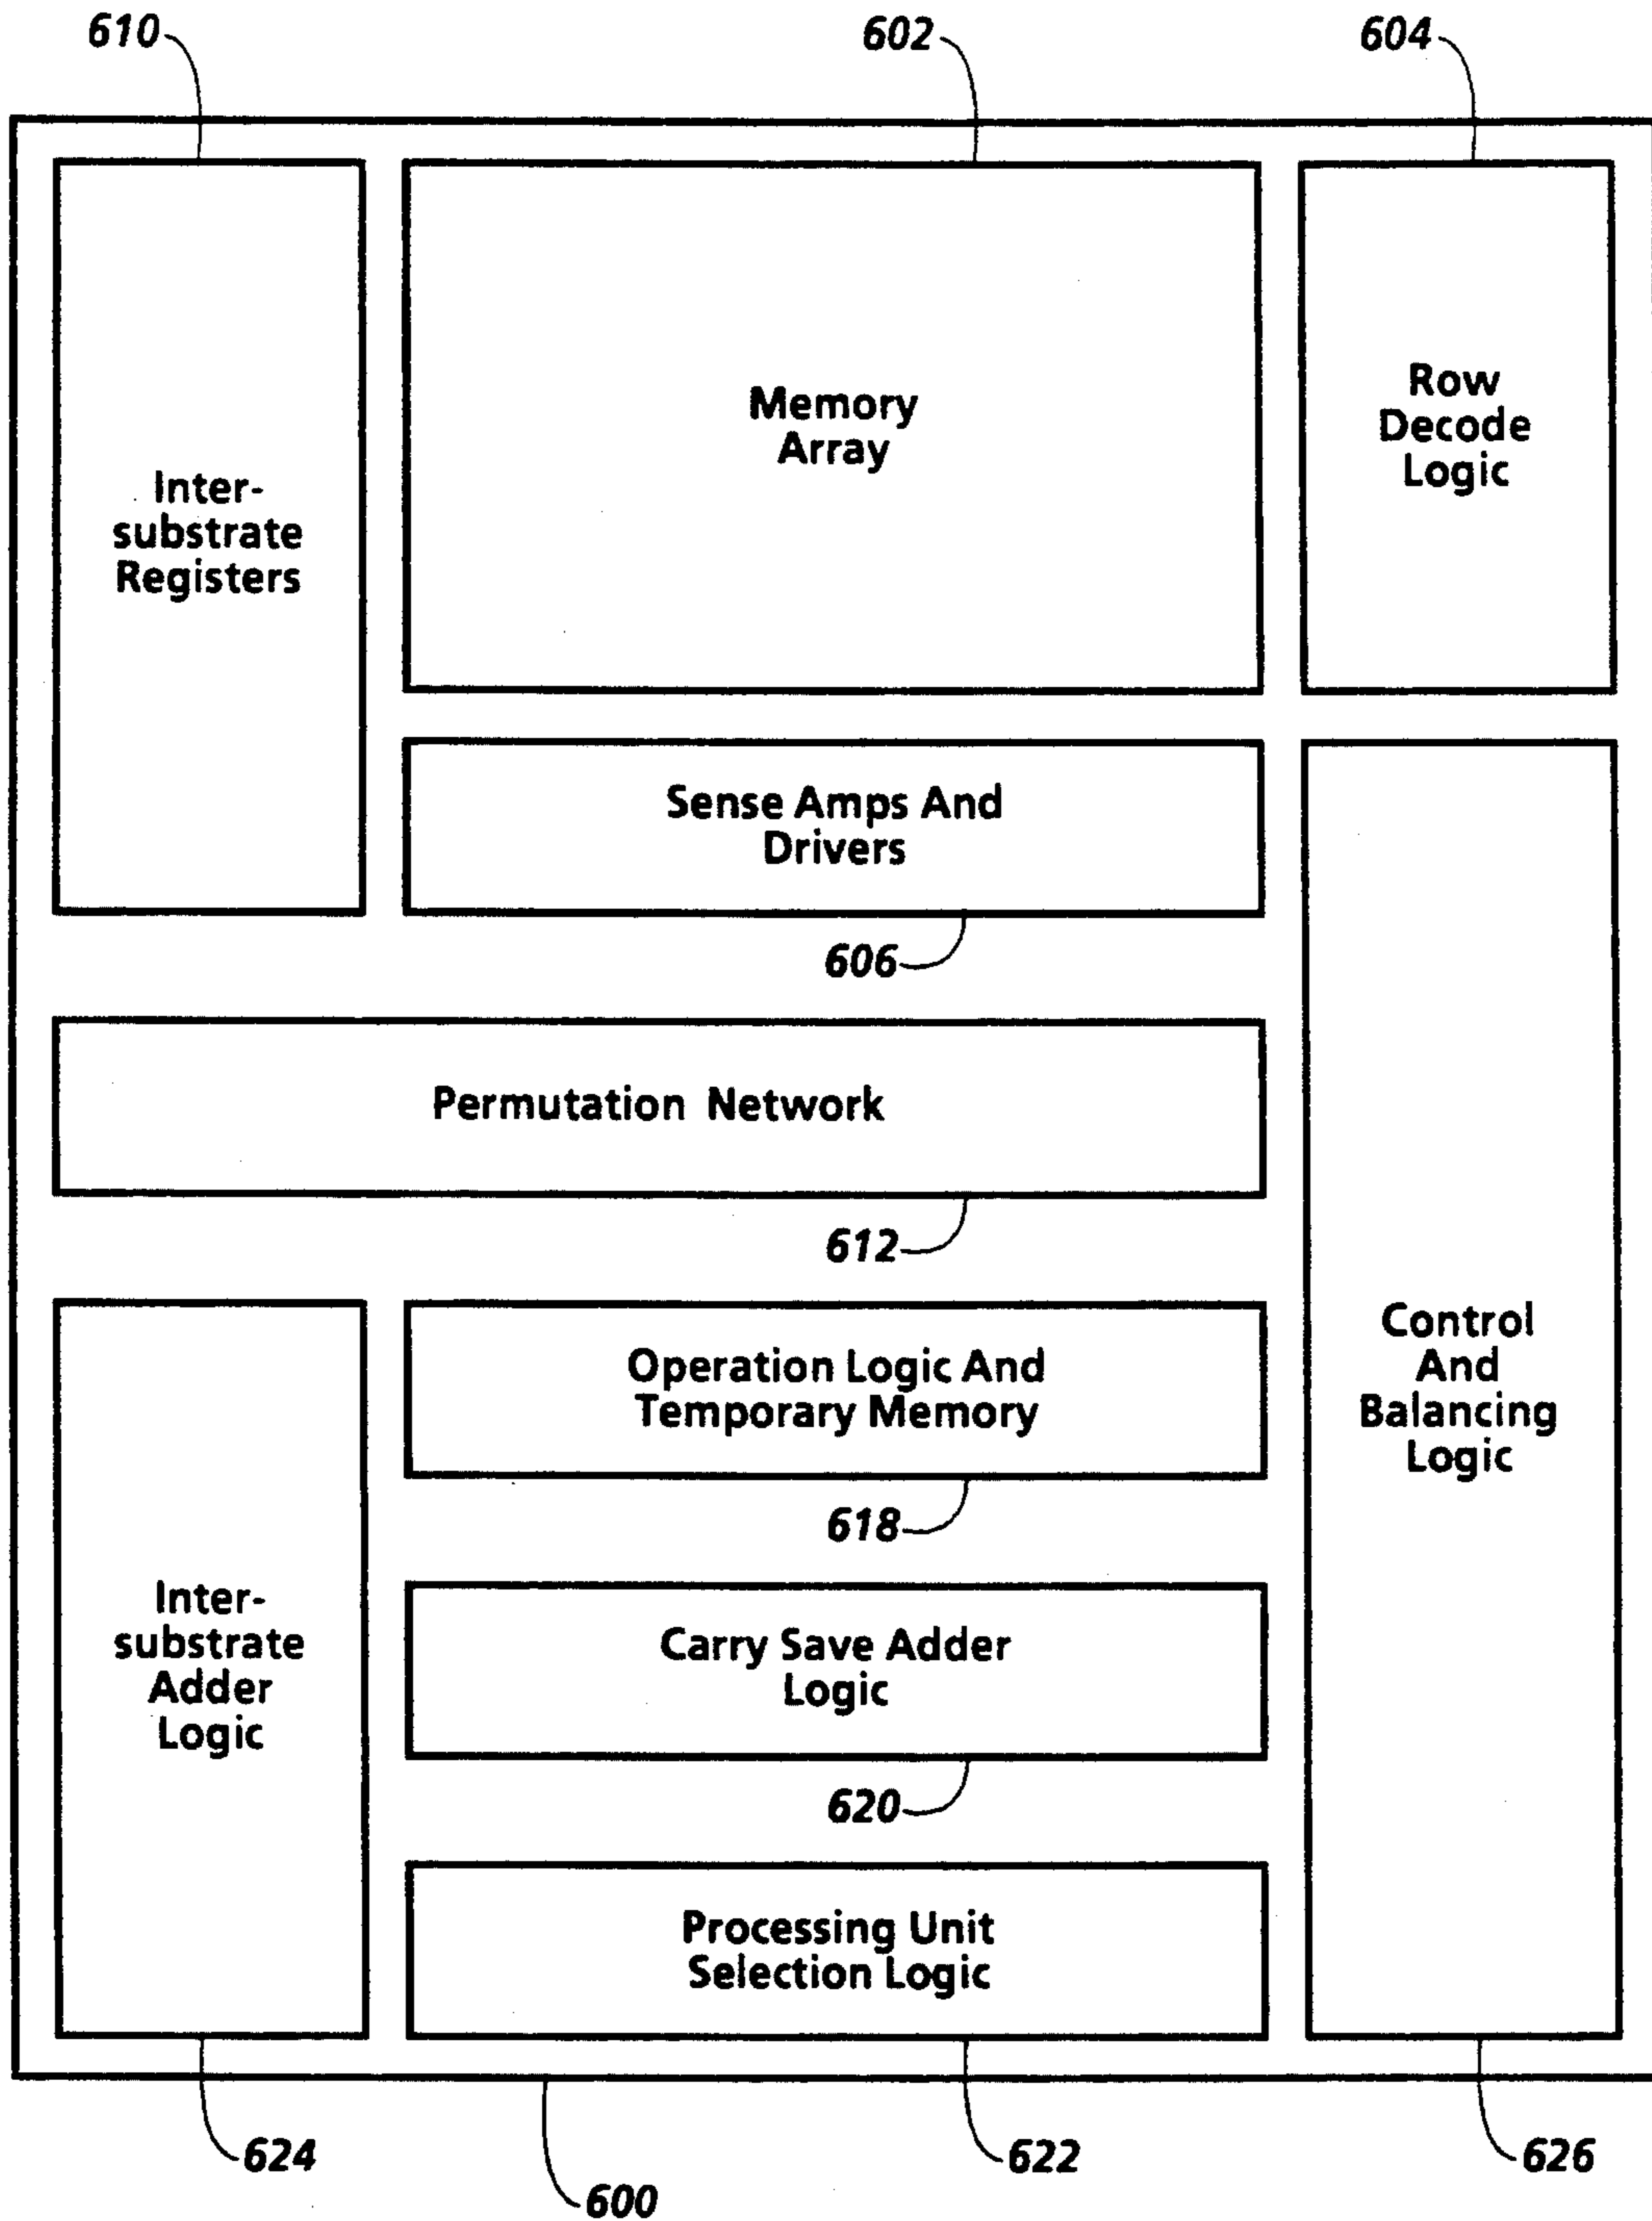 610
602
604
Inter-
substrate
Registers
Memory
Array
Row
Decode
Logic
Sense Amps And
Drivers
606
Permutation Network
612
Operation Logic And
Temporary Memory
618
Control
And
Balancing
Logic
Inter-
substrate
Adder
Logic
Carry Save Adder
Logic
620
Processing Unit
Selection Logic
624
600
622
626